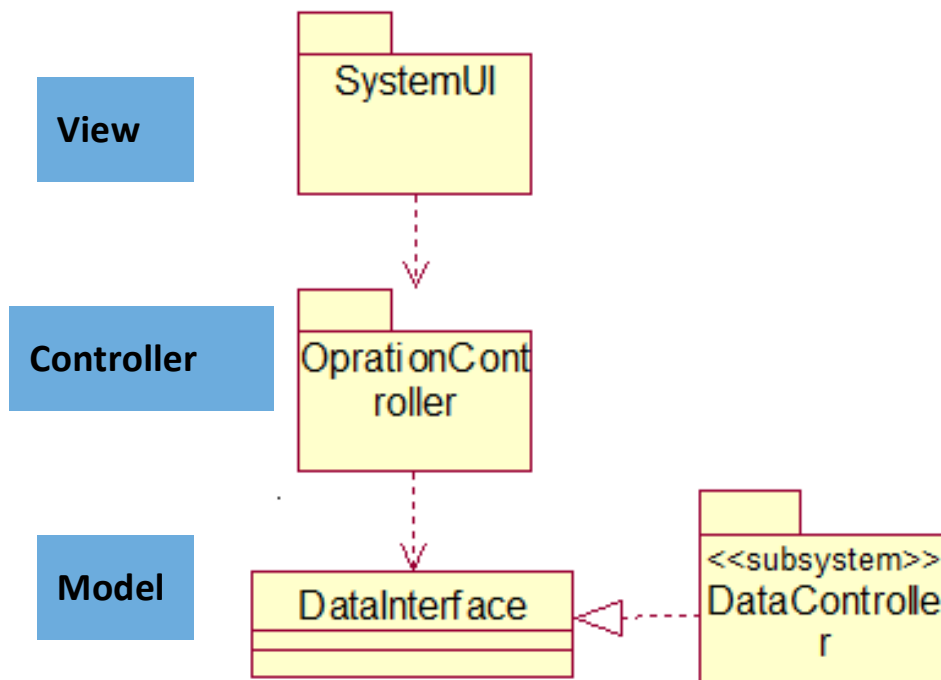 SystemUI
View
Controller
OprationCont
roller
Model
DataInterface
<<subsystem>>
DataControlle
r